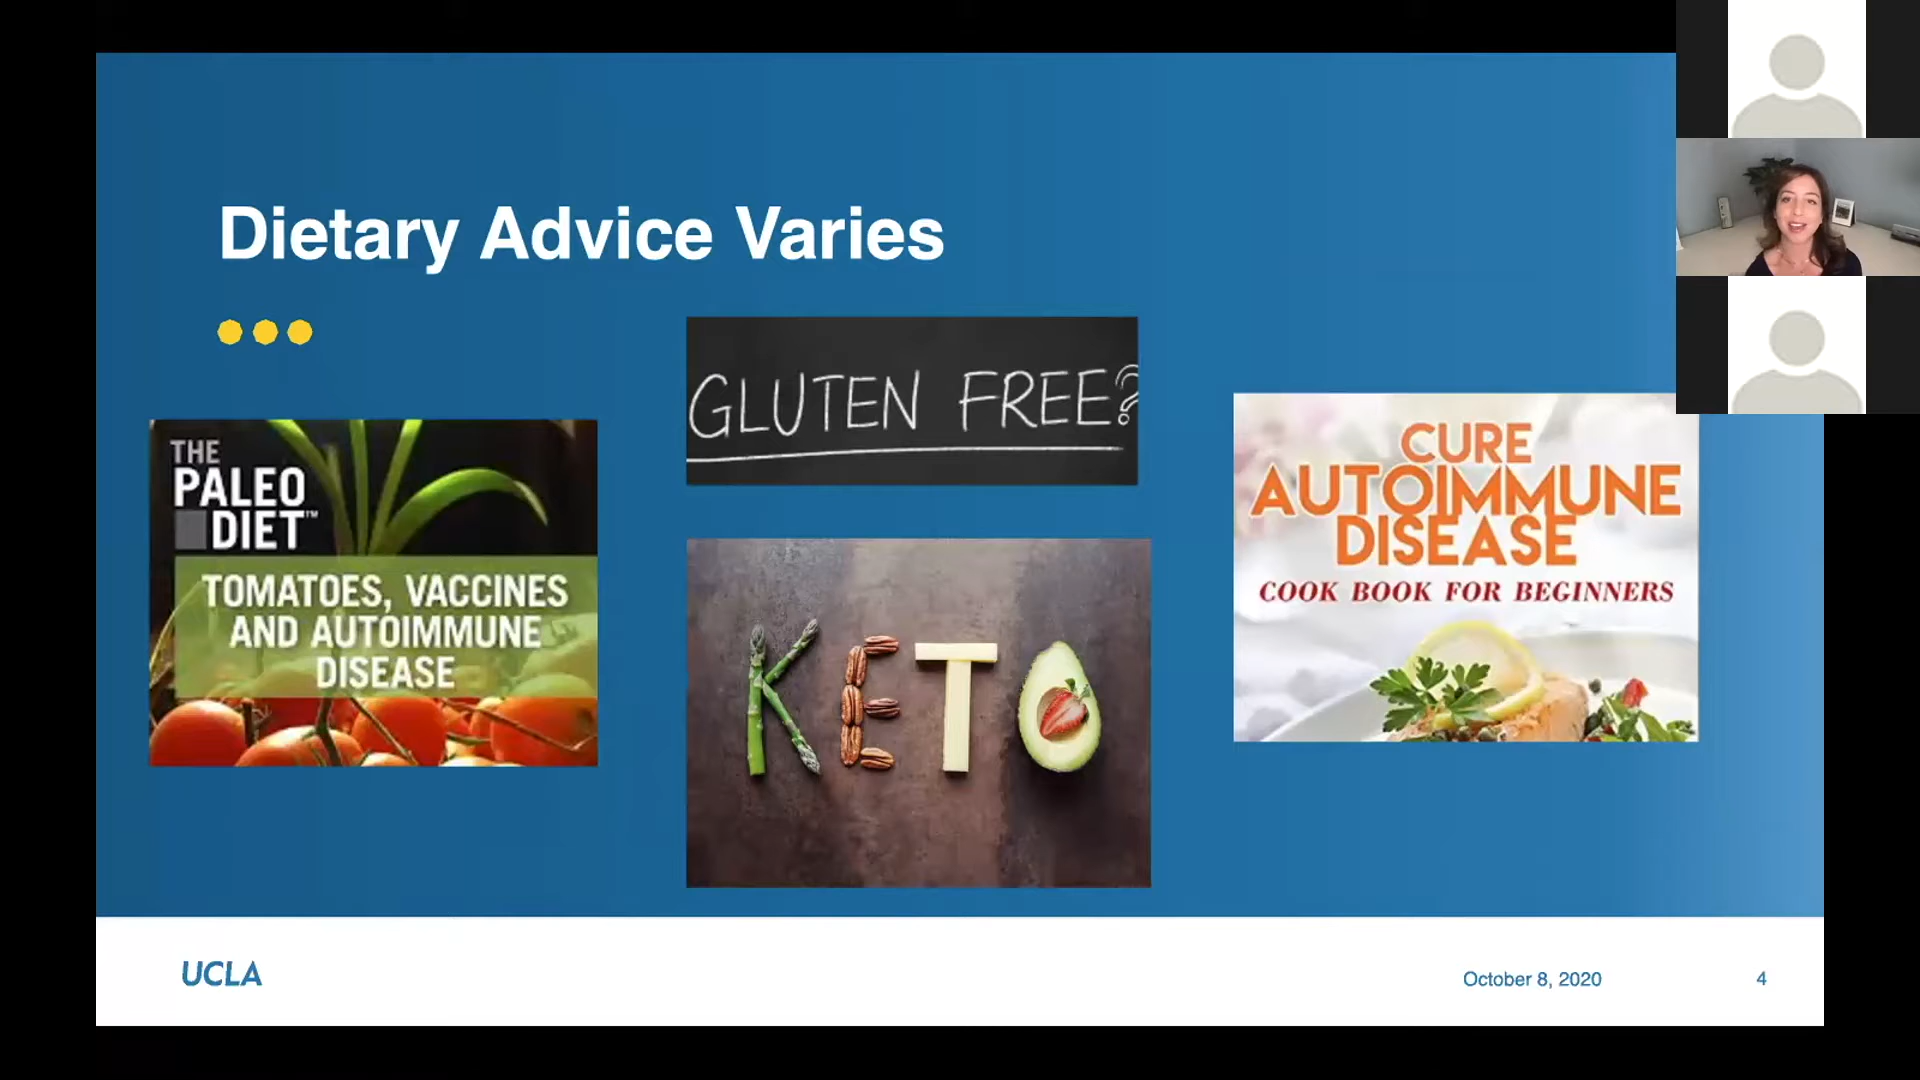 Dietary Advice Varies
GLUTEN FREE?
THE
PALEO
DIET™
TOMATOES, VACCINES
AND AUTOIMMUNE
DISEASE
KETO
CURE
AUTOIMMUNE
DISEASE
COOK BOOK FOR BEGINNERS
UCLA
October 8, 2020
4